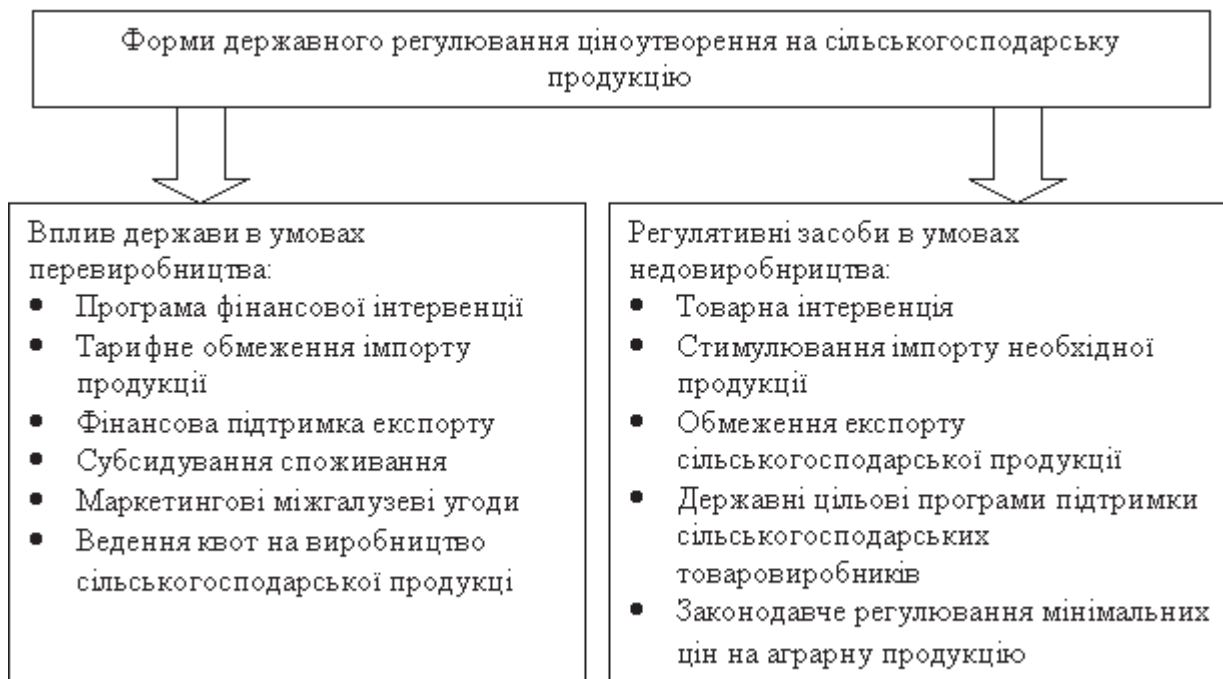 Форми державного регулювання ціноутворення на сільськогосподарську
продукцію
Вплив держави в умовах
перевиробництва:
● Програма фінансової інтервенції
● Тарифне обмеження імпорту
продукції
● Фінансова підтримка експорту
● Субсидування споживання
● Маркетингові міжгалузеві угоди
● Ведення квот на виробництво
сільськогосподарської продукці
Регулятивні засоби в умовах
недовиробнрицтва:
● Товарна інтервенція
● Стимулювання імпорту необхідної
продукції
● Обмеження експорту
сільськогосподарської продукції
● Державні цільові програми підтримки
сільськогосподарських
товаровиробників
● Законодавче регулювання мінімальних
цін на аграрну продукцію